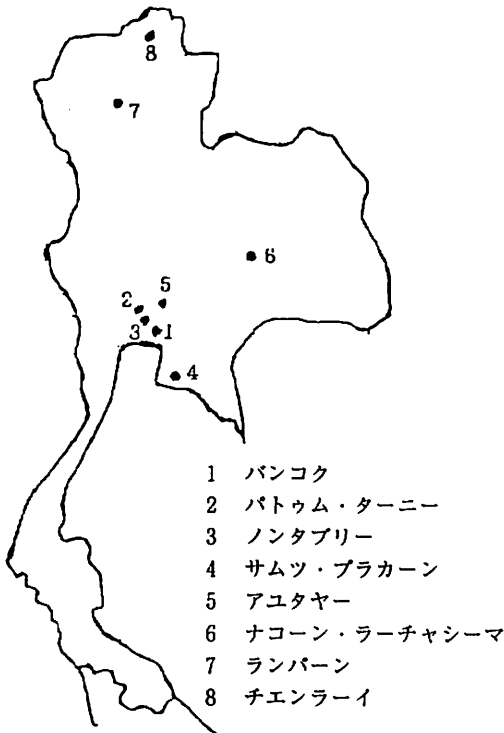 8
7
6
5
2
3 1
4
1 バンコク
2 パトゥム・ターニー
3 ノンタブリー
4 サムツ・プラカーン
5 アユタヤー
6 ナコーン・ラーチャシーマ
7 ランパーン
8 チエンラーイ